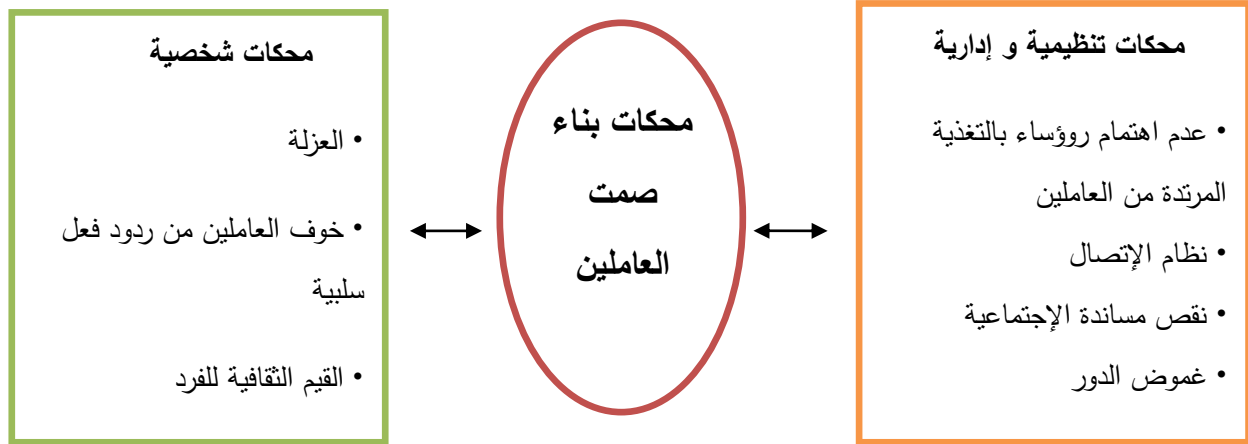 محكات تنظيمية و إدارية
• عدم اهتمام روؤساء بالتغذية
المرتدة من العاملين
• نظام الإتصال
• نقص مساندة الإجتماعية
• غموض الدور
محكات بناء
صمت
العاملين
محكات شخصية
• العزلة
• خوف العاملين من ردود فعل
سلبية
• القيم الثقافية للفرد